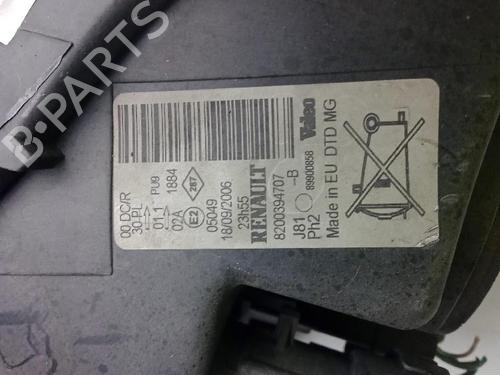 B-PARTS
00 DC/R
30 PL
01 1
02A
PU9
1884
267
E2
05049
18/09/2006
23h55
RENAULT
8200394707
-B
J81
Ph2
89900858
Valeo
Made in EU DTD MG